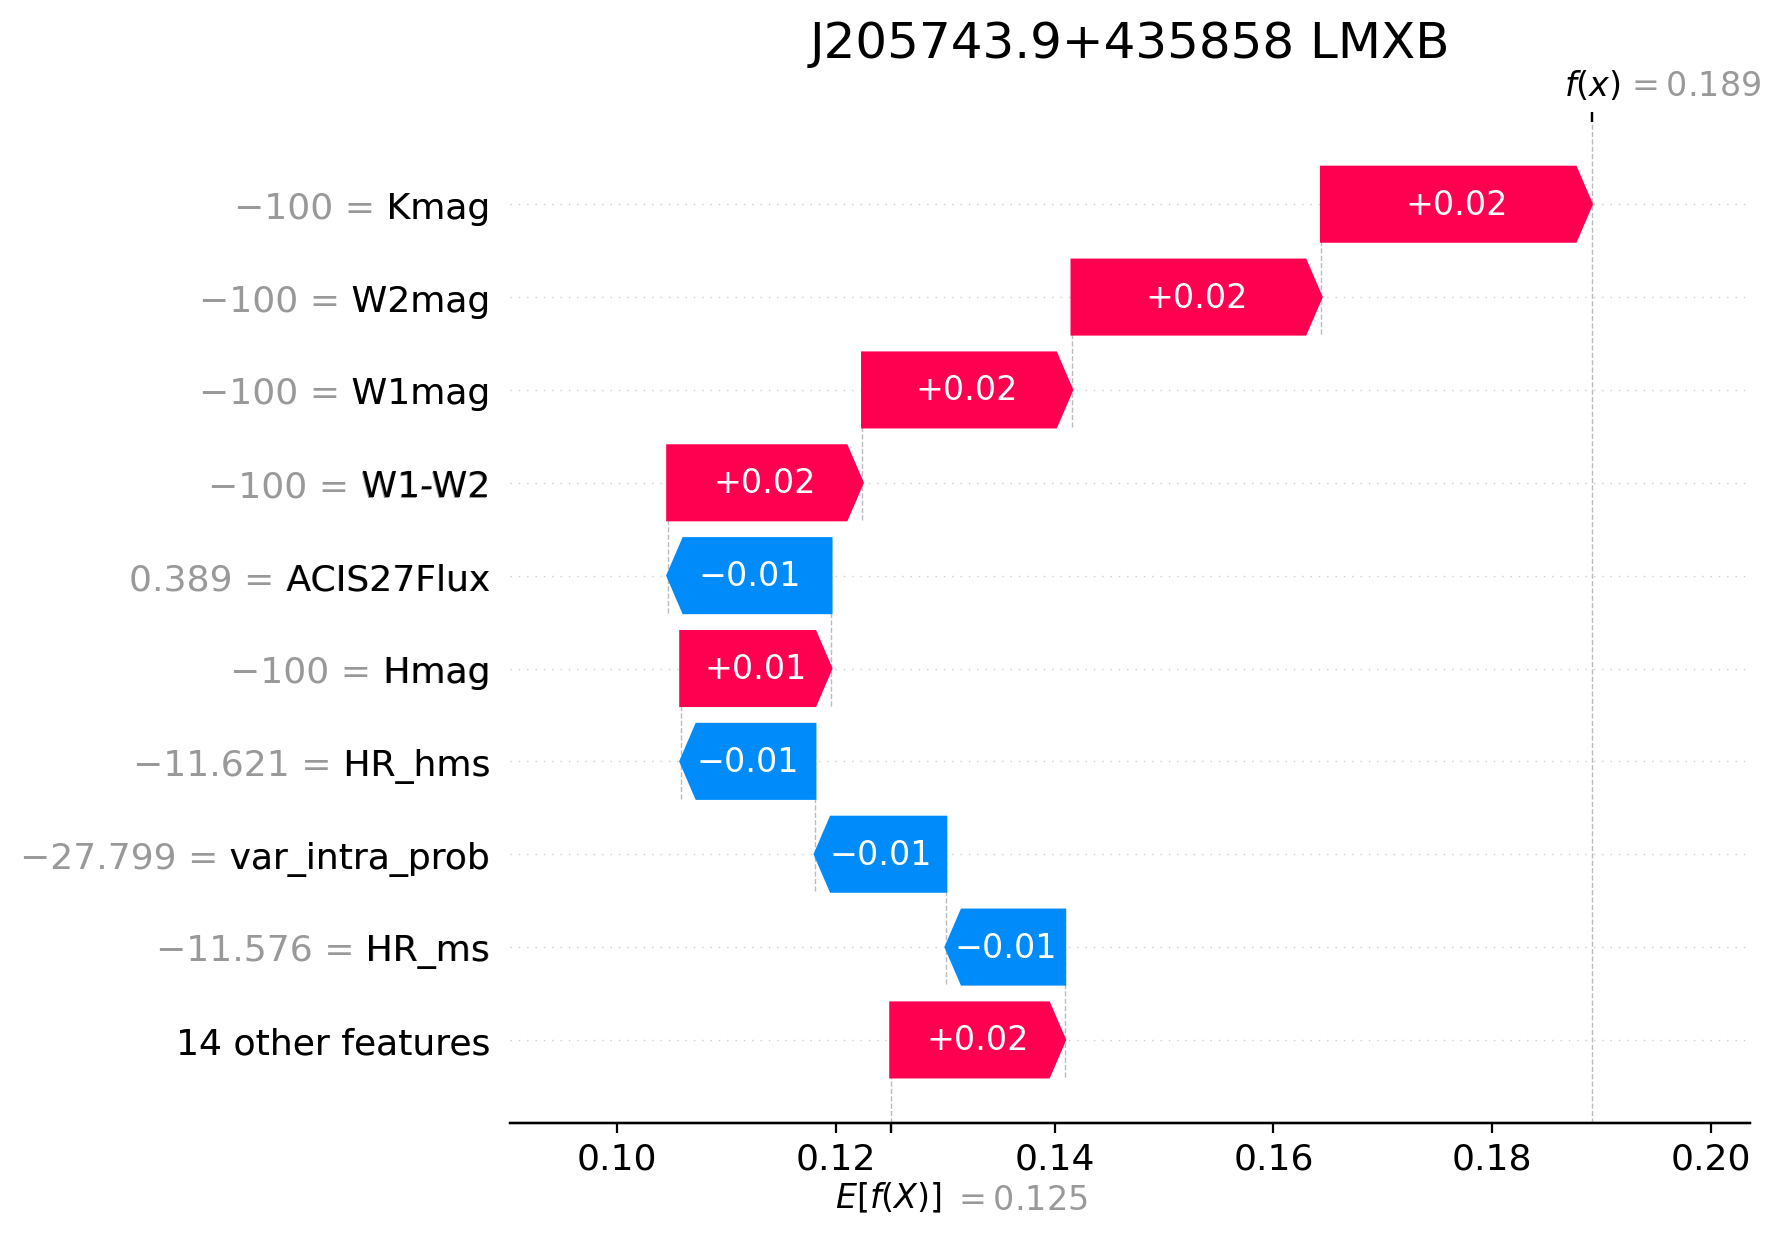 J205743.9+435858 LMXB
f(x) = 0.189
−100 = Kmag
+0.02
−100 = W2mag
+0.02
−100 = W1mag
+0.02
−100 = W1-W2
+0.02
0.389 = ACIS27Flux
−0.01
−100 = Hmag
+0.01
−11.621 = HR_hms
−0.01
−27.799 = var_intra_prob
−0.01
−11.576 = HR_ms
−0.01
14 other features
+0.02
0.10 0.12 0.14 0.16 0.18 0.20
E[f(X)] = 0.125